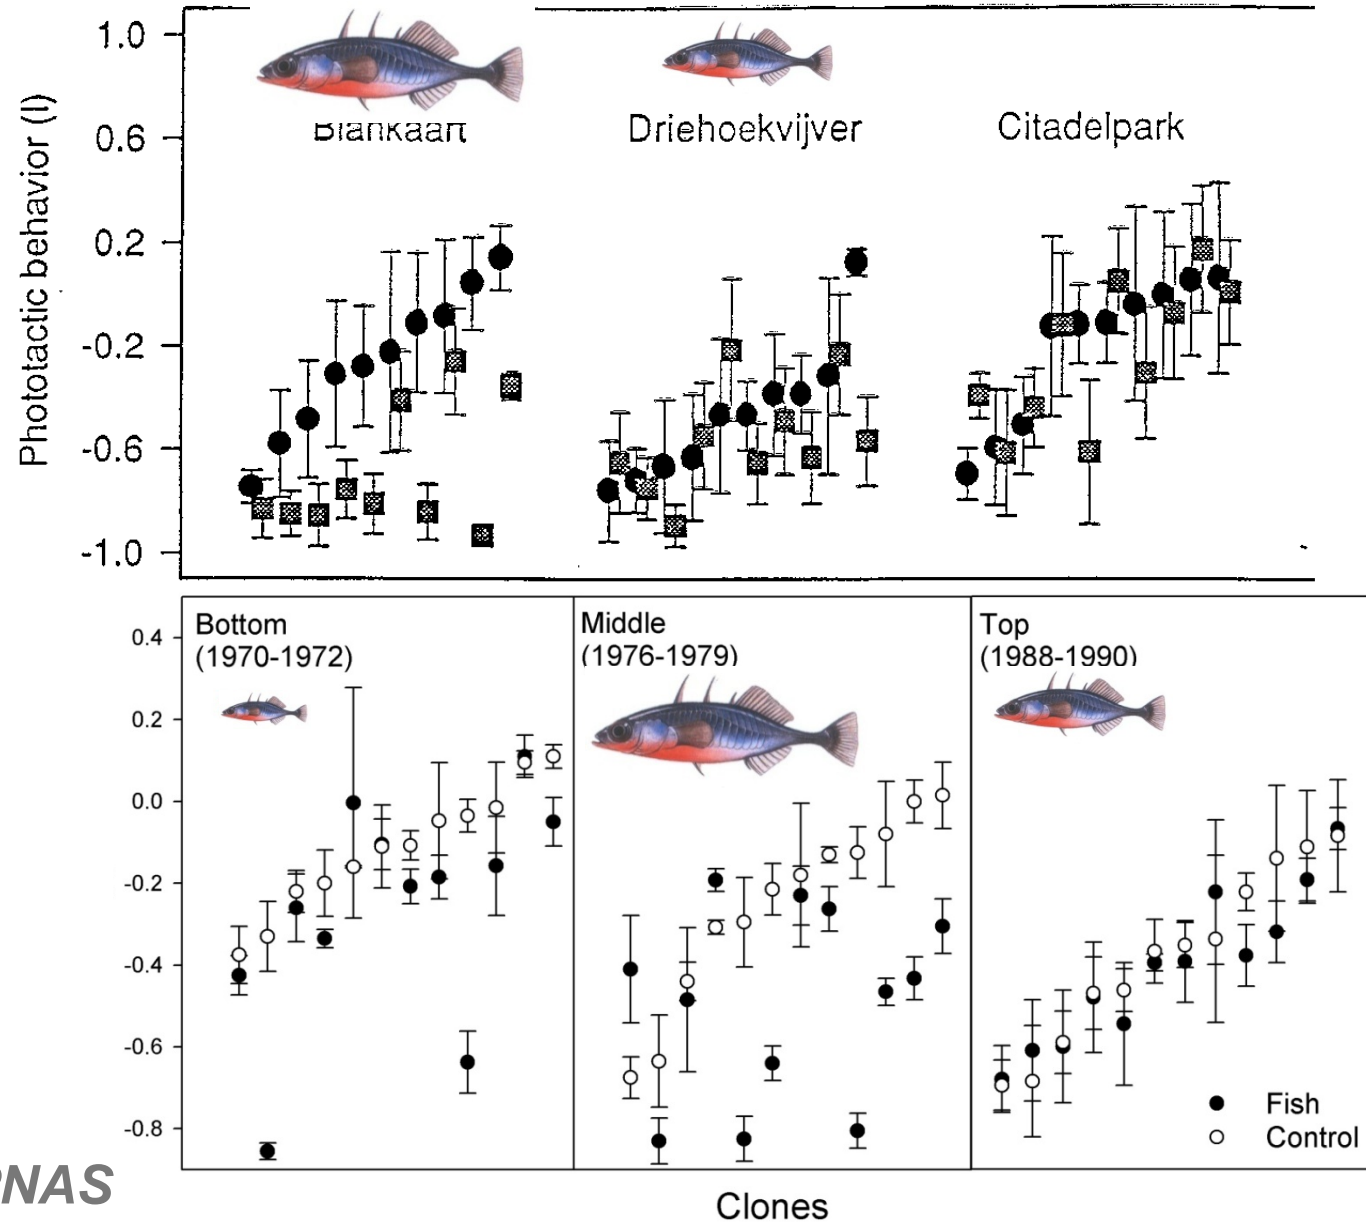 Phototactic behavior (I)
1.0
0.6
0.2
-0.2
-0.6
-1.0
Blankaart
Driehoekvijver
Citadelpark
Bottom
(1970-1972)
Middle
(1976-1979)
Top
(1988-1990)
0.4
0.2
0.0
-0.2
-0.4
-0.6
-0.8
Fish
Control
PNAS
Clones